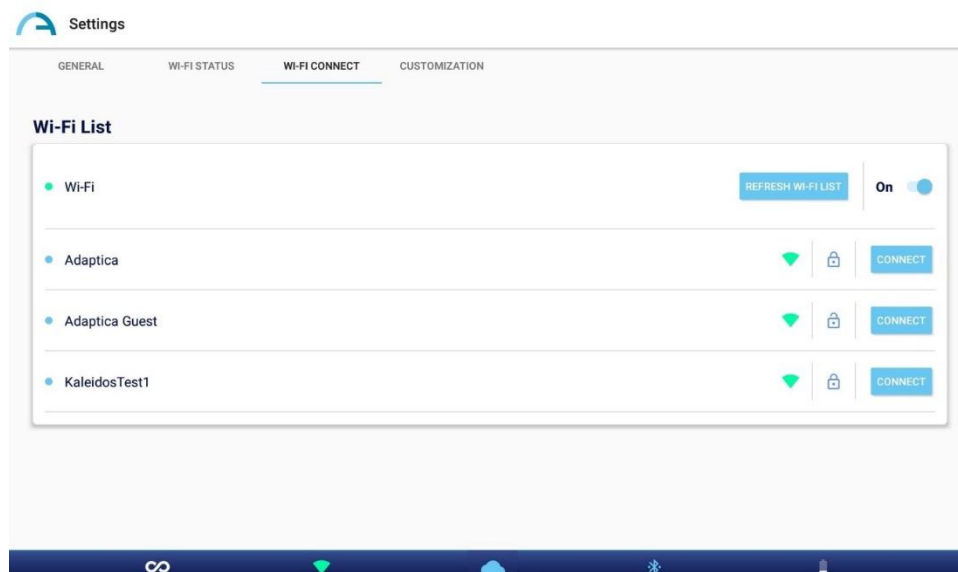 Settings
GENERAL WI-FI STATUS WI-FI CONNECT CUSTOMIZATION
Wi-Fi List
Wi-Fi REFRESH WI-FI LIST On
Adaptica CONNECT
Adaptica Guest CONNECT
KaleidosTest1 CONNECT